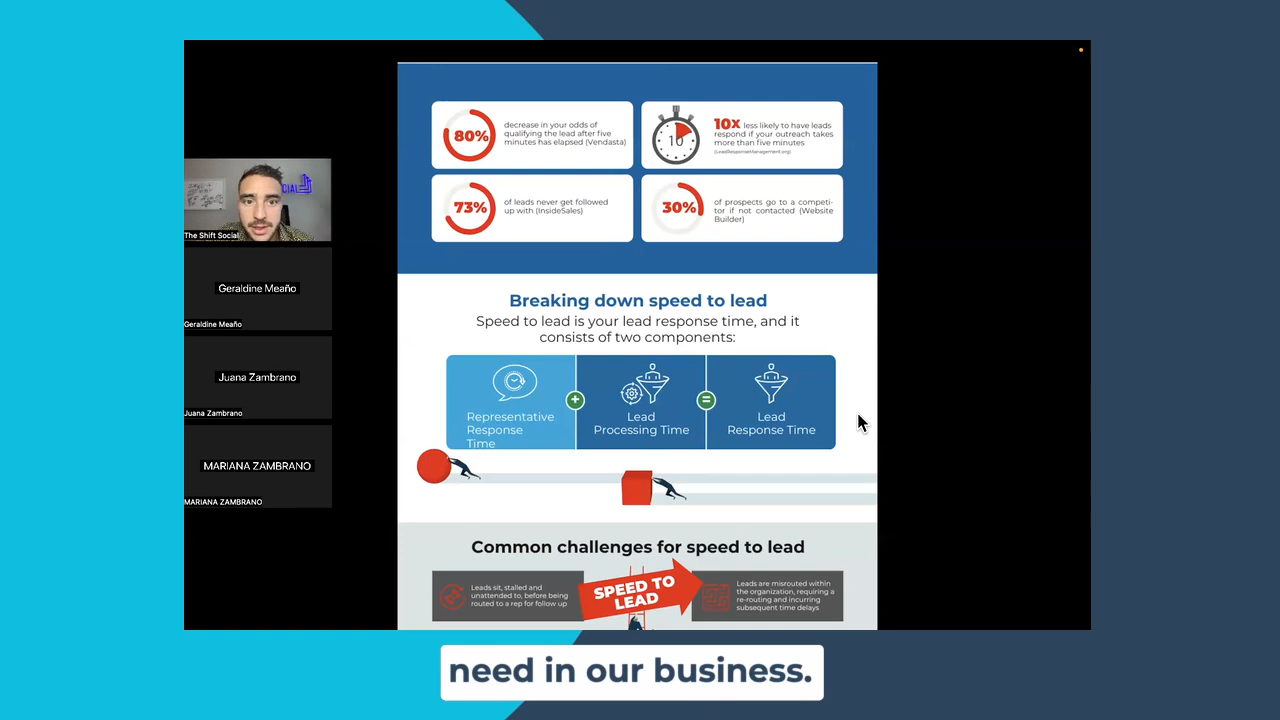 80%
decrease in your odds of
qualifying the lead after five
minutes has elapsed (Vendasta)
10
10x less likely to have leads
respond if your outreach takes
more than five minutes
(LeadResponseManagement.org)
73%
of leads never get followed
up with (InsideSales)
30%
of prospects go to a competi-
tor if not contacted (Website
Builder)
CIAL
The Shift Social
Geraldine Meaño
Geraldine Meaño
Juana Zambrano
Juana Zambrano
MARIANA ZAMBRANO
MARIANA ZAMBRANO
Breaking down speed to lead
Speed to lead is your lead response time, and it
consists of two components:
Representative
Response
Time
+
Lead
Processing Time
=
Lead
Response Time
Common challenges for speed to lead
Leads sit, stalled and
unattended to, before being
routed to a rep for follow up
SPEED TO
LEAD
Leads are misrouted within
the organization, requiring a
re-routing and incurring
subsequent time delays
need in our business.